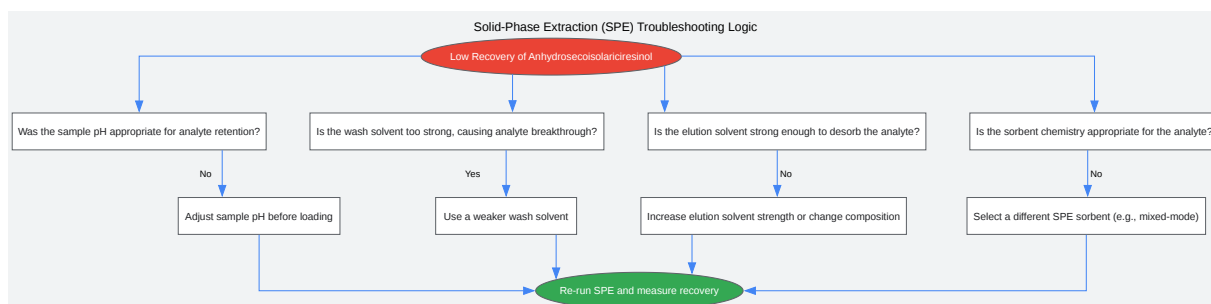 Solid-Phase Extraction (SPE) Troubleshooting Logic
Low Recovery of Anhydrosecoisolariciresinol
Was the sample pH appropriate for analyte retention?
Is the wash solvent too strong, causing analyte breakthrough?
Is the elution solvent strong enough to desorb the analyte?
Is the sorbent chemistry appropriate for the analyte?
No
Yes
No
No
Adjust sample pH before loading
Use a weaker wash solvent
Increase elution solvent strength or change composition
Select a different SPE sorbent (e.g., mixed-mode)
Re-run SPE and measure recovery